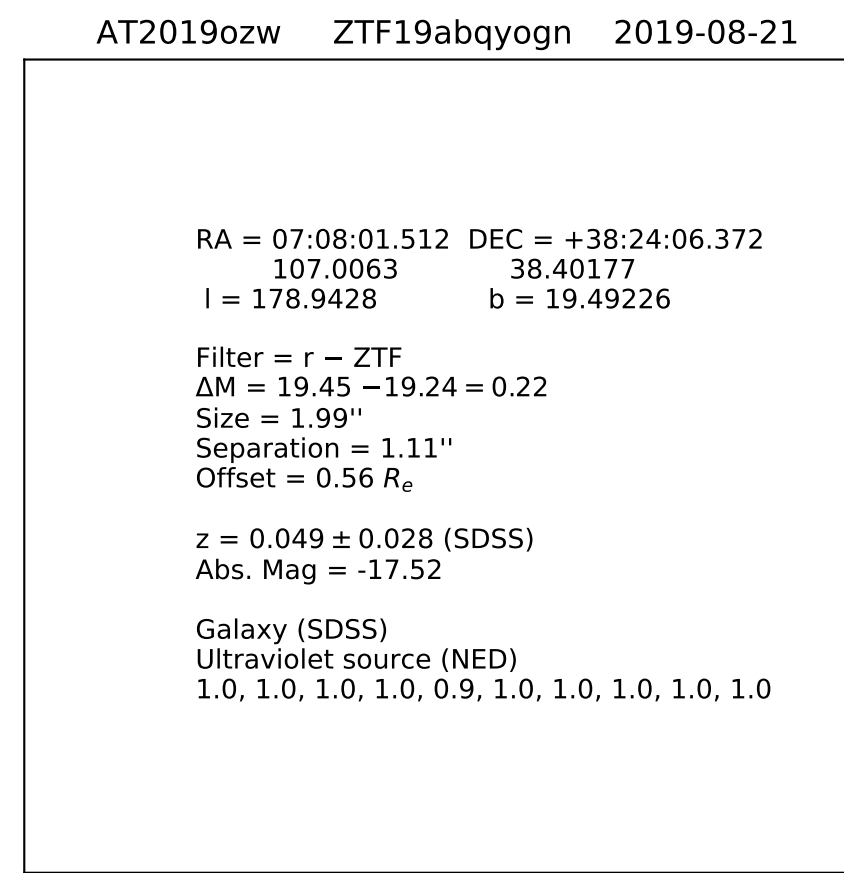 AT2019ozw ZTF19abqyogn 2019-08-21
RA = 07:08:01.512 DEC = +38:24:06.372
107.0063 38.40177
l = 178.9428 b = 19.49226
Filter = r − ZTF
ΔM = 19.45 −19.24 = 0.22
Size = 1.99''
Separation = 1.11''
Offset = 0.56 Rₑ
z = 0.049 ± 0.028 (SDSS)
Abs. Mag = -17.52
Galaxy (SDSS)
Ultraviolet source (NED)
1.0, 1.0, 1.0, 1.0, 0.9, 1.0, 1.0, 1.0, 1.0, 1.0